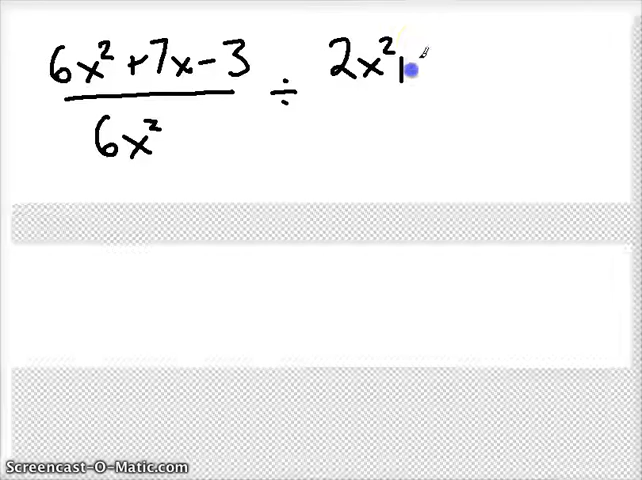 6x² + 7x - 3 ÷ 2x²
6x²
Screencast-O-Matic.com